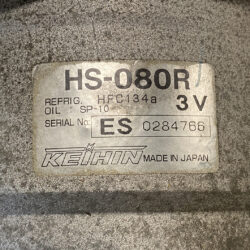 HS-080R
REFRIG. HFC134a 3V
OIL SP-10
SERIAL No. ES 0284766
KEIHIN MADE IN JAPAN